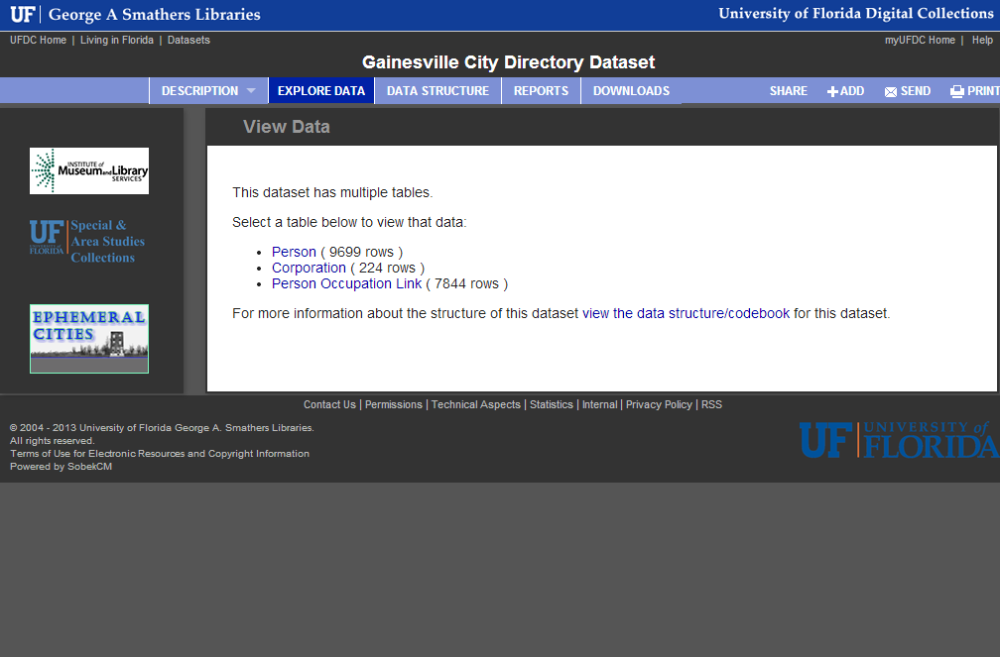 UF George A Smathers Libraries
University of Florida Digital Collections
UFDC Home | Living in Florida | Datasets
myUFDC Home | Help
Gainesville City Directory Dataset
DESCRIPTION EXPLORE DATA DATA STRUCTURE REPORTS DOWNLOADS SHARE ADD SEND PRINT
View Data
INSTITUTE of
Museum and Library
SERVICES
UF Special &
Area Studies
Collections
UNIVERSITY of
FLORIDA
EPHEMERAL
CITIES
This dataset has multiple tables.
Select a table below to view that data:
Person ( 9699 rows )
Corporation ( 224 rows )
Person Occupation Link ( 7844 rows )
For more information about the structure of this dataset view the data structure/codebook for this dataset.
Contact Us | Permissions | Technical Aspects | Statistics | Internal | Privacy Policy | RSS
© 2004 - 2013 University of Florida George A. Smathers Libraries.
All rights reserved.
Terms of Use for Electronic Resources and Copyright Information
Powered by SobekCM
UF UNIVERSITY of
FLORIDA